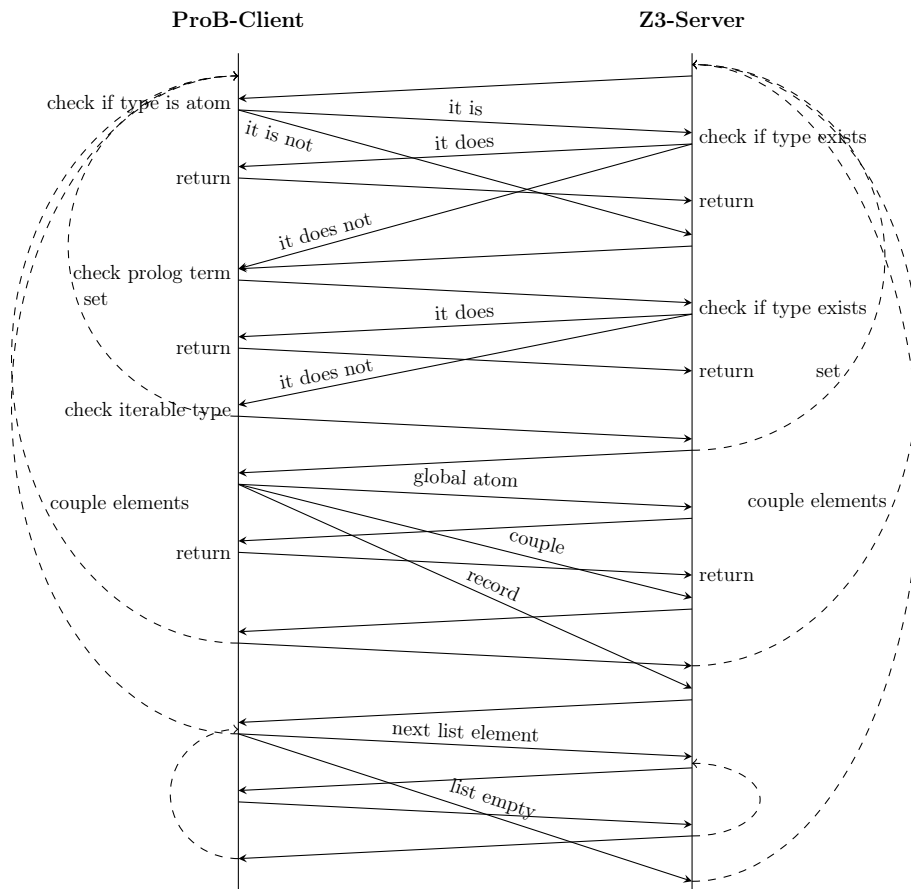 ProB-Client
Z3-Server
check if type is atom
it is
it is not
it does
check if type exists
return
return
it does not
check prolog term
set
it does
check if type exists
return
it does not
return
set
check iterable type
global atom
couple elements
couple elements
couple
return
record
return
next list element
list empty